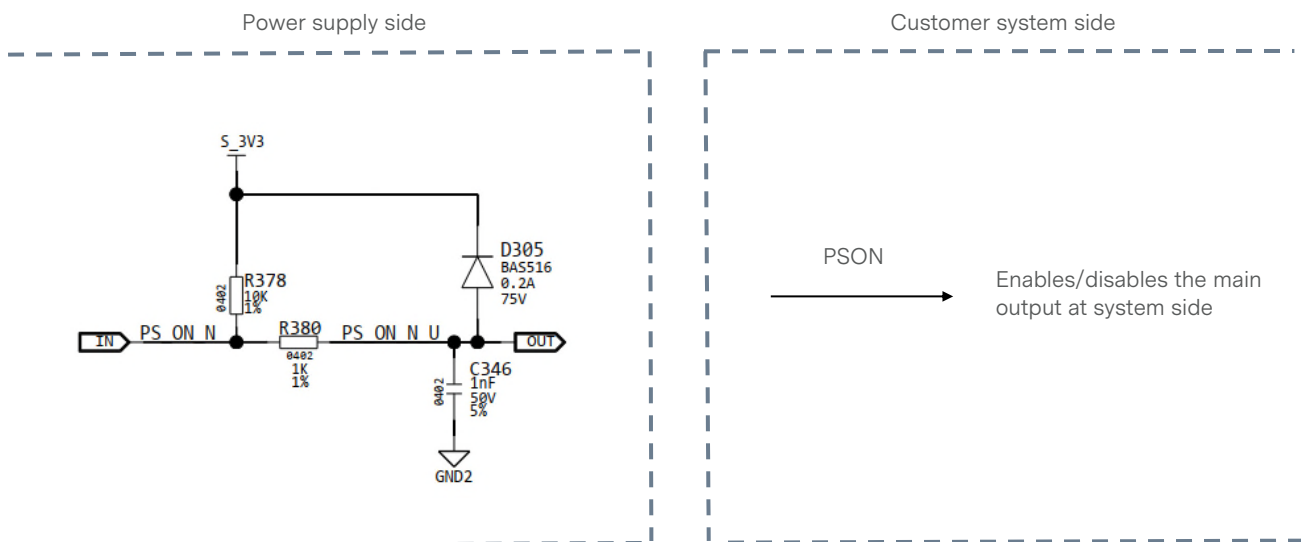 Power supply side
Customer system side
S_3V3
D305
BAS516
0.2A
75V
R378
10K
1%
0402
IN
PS_ON_N
R380
0402
1K
1%
PS_ON_N_U
OUT
C346
1nF
50V
5%
0402
GND2
PSON
Enables/disables the main
output at system side